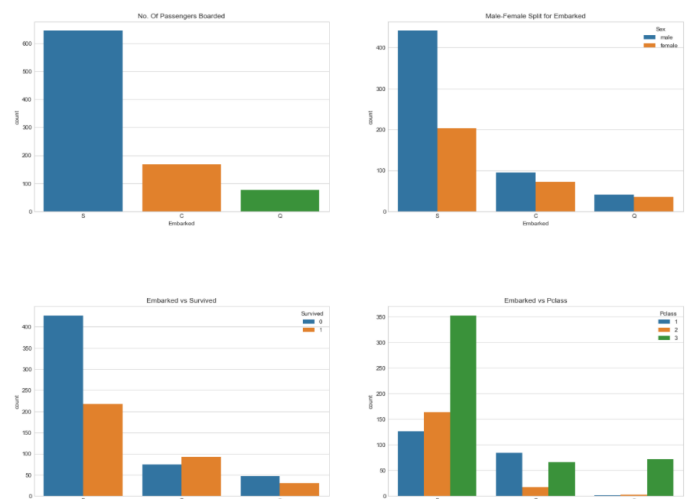 No. Of Passengers Boarded
600
500
400
300
200
100
0
count
S C Q
Embarked
Male-Female Split for Embarked
Sex
male
female
400
300
200
100
0
count
S C Q
Embarked
Embarked vs Survived
Survived
0
1
400
350
300
250
200
150
100
50
0
count
Embarked vs Pclass
Pclass
1
2
3
350
300
250
200
150
100
50
0
count